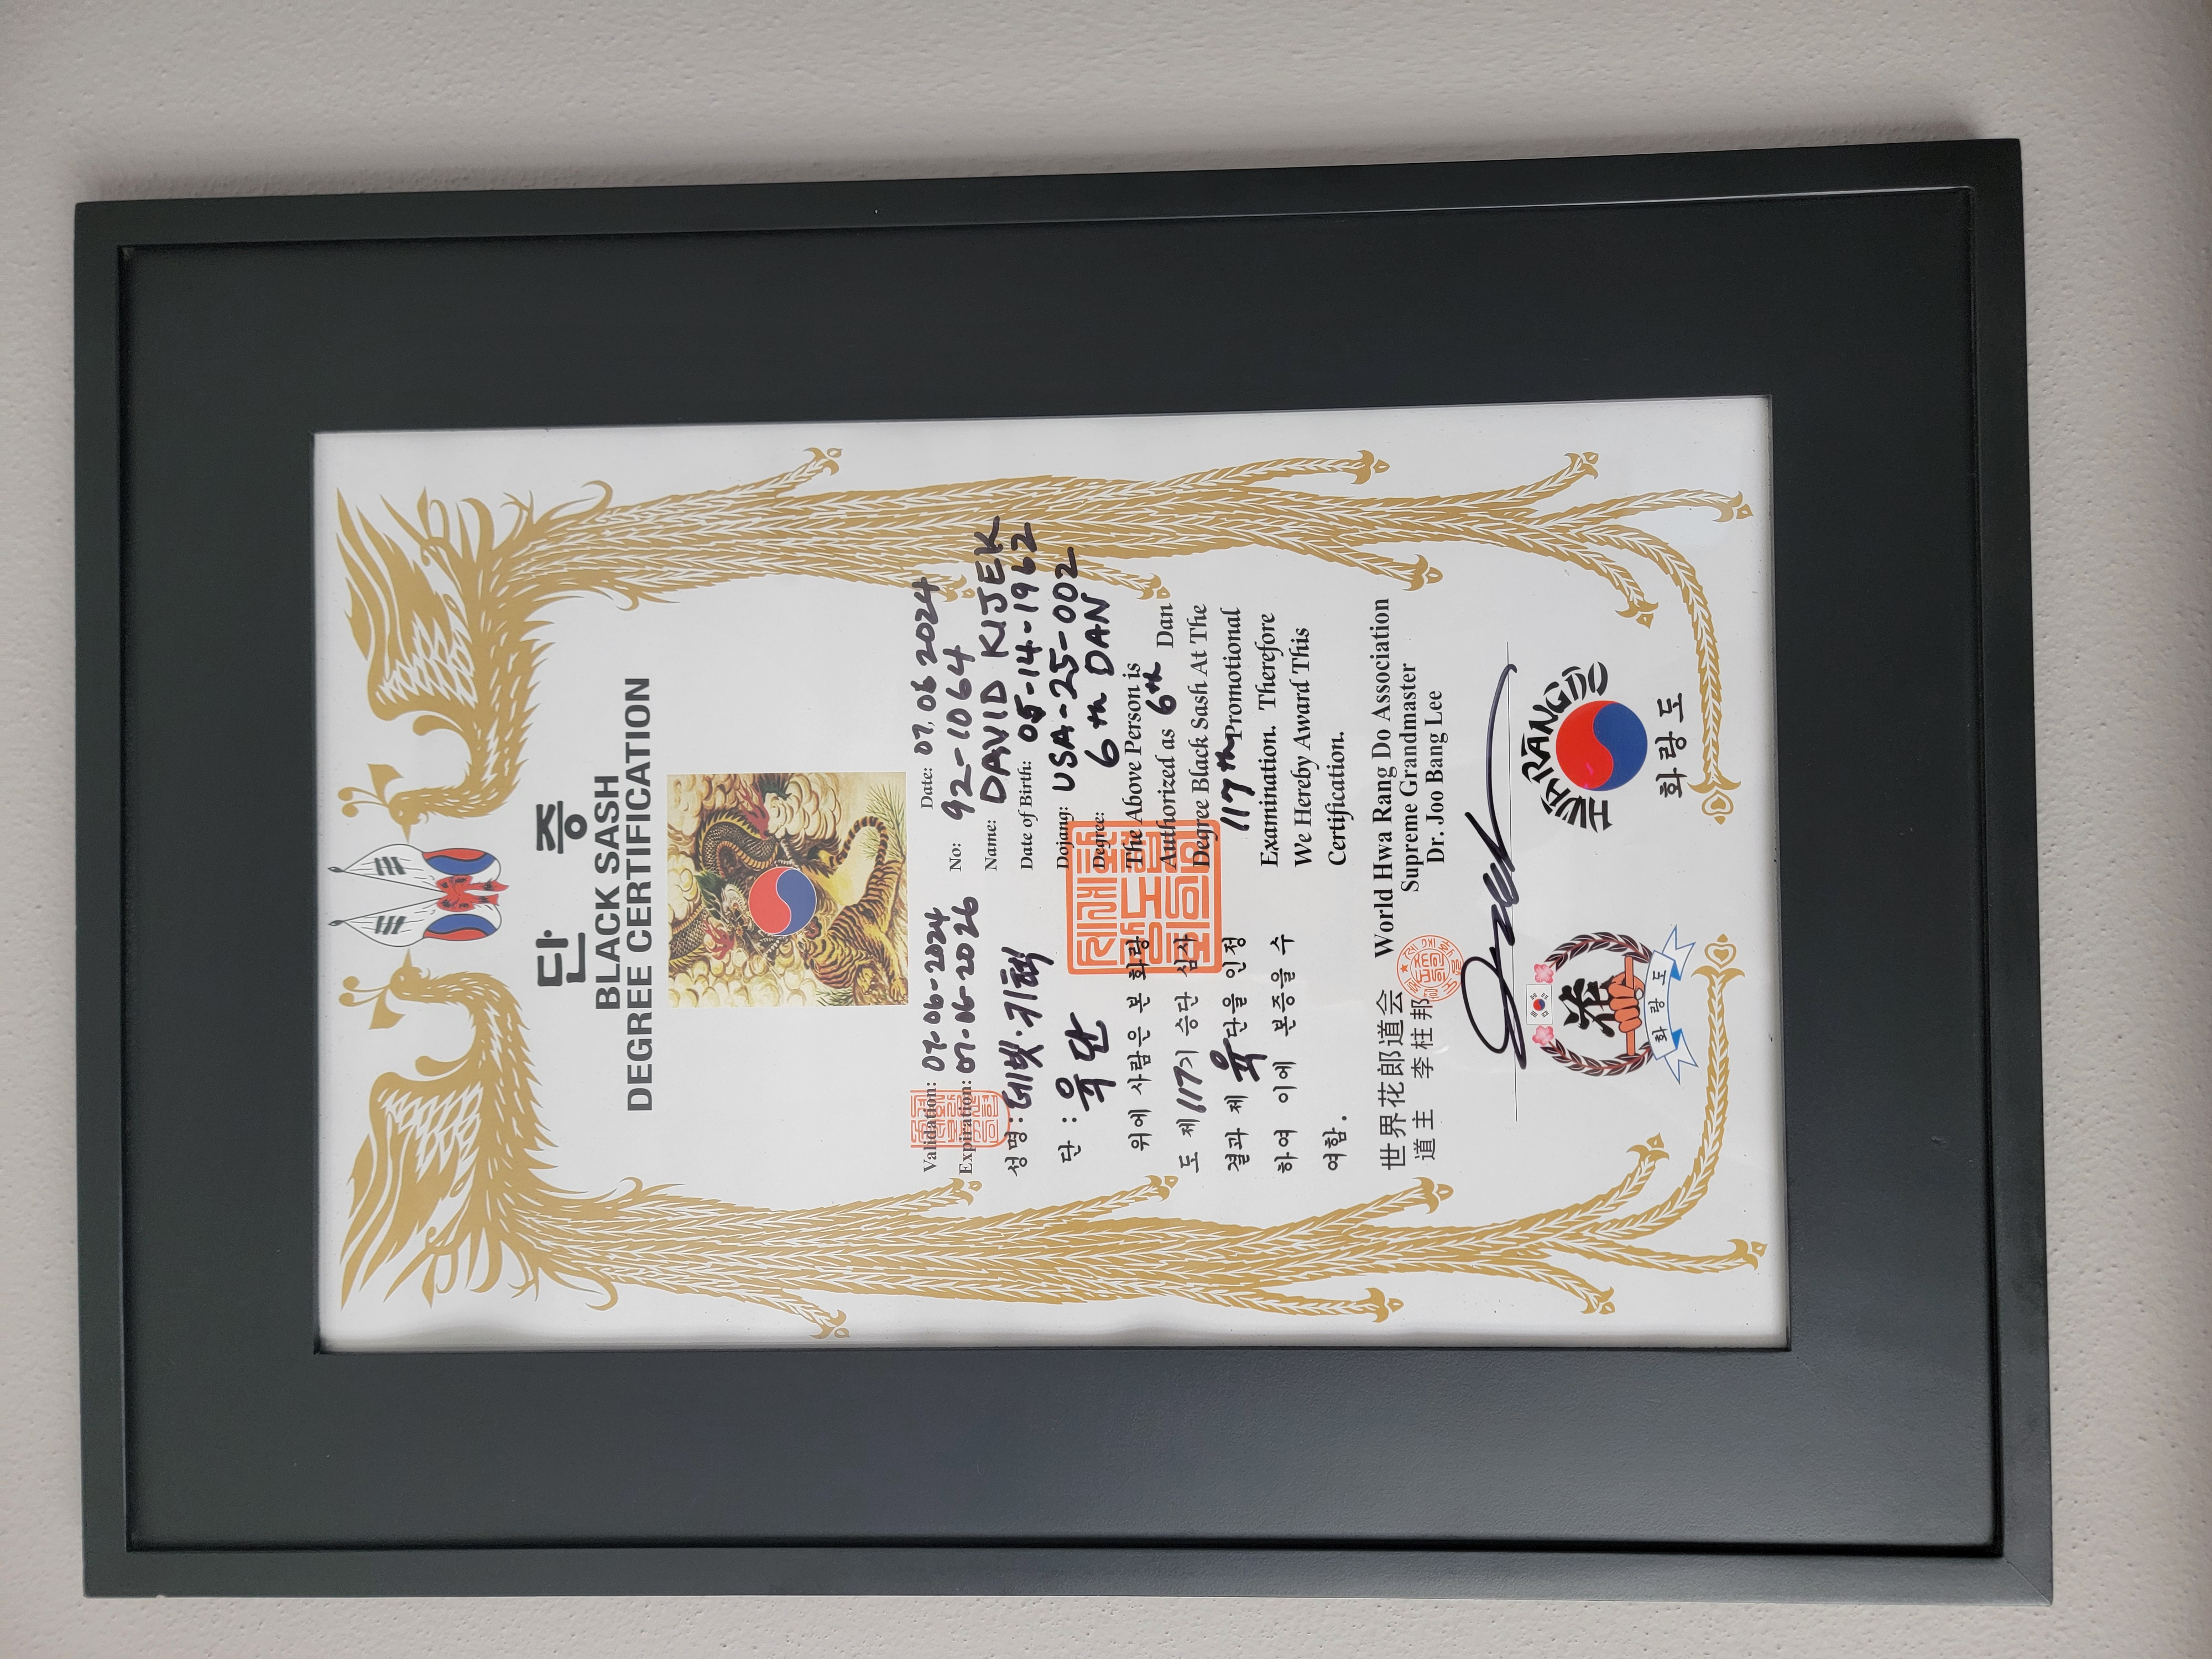 단 증
BLACK SASH
DEGREE CERTIFICATION
Validation: 07-06-2024
Expiration: 07-06-2026
성명: 데빗·키젝
단: 육단
위에 사람은 본 화랑
도 제 117기 승단 심사
결과 제 육단을 인정
하여 이에 본증을 수
여함.
Date: 07.06 2024
No: 92-1064
Name: DAVID KIJEK
Date of Birth: 05-14-1962
Dojang: USA-25-002
Degree: 6th DAN
The Above Person is
Authorized as 6th Dan
Degree Black Sash At The
117th Promotional
Examination. Therefore
We Hereby Award This
Certification.
世界花郎道会
道主 李柱邦
World Hwa Rang Do Association
Supreme Grandmaster
Dr. Joo Bang Lee
花
화랑도
HWARANGDO
화랑도